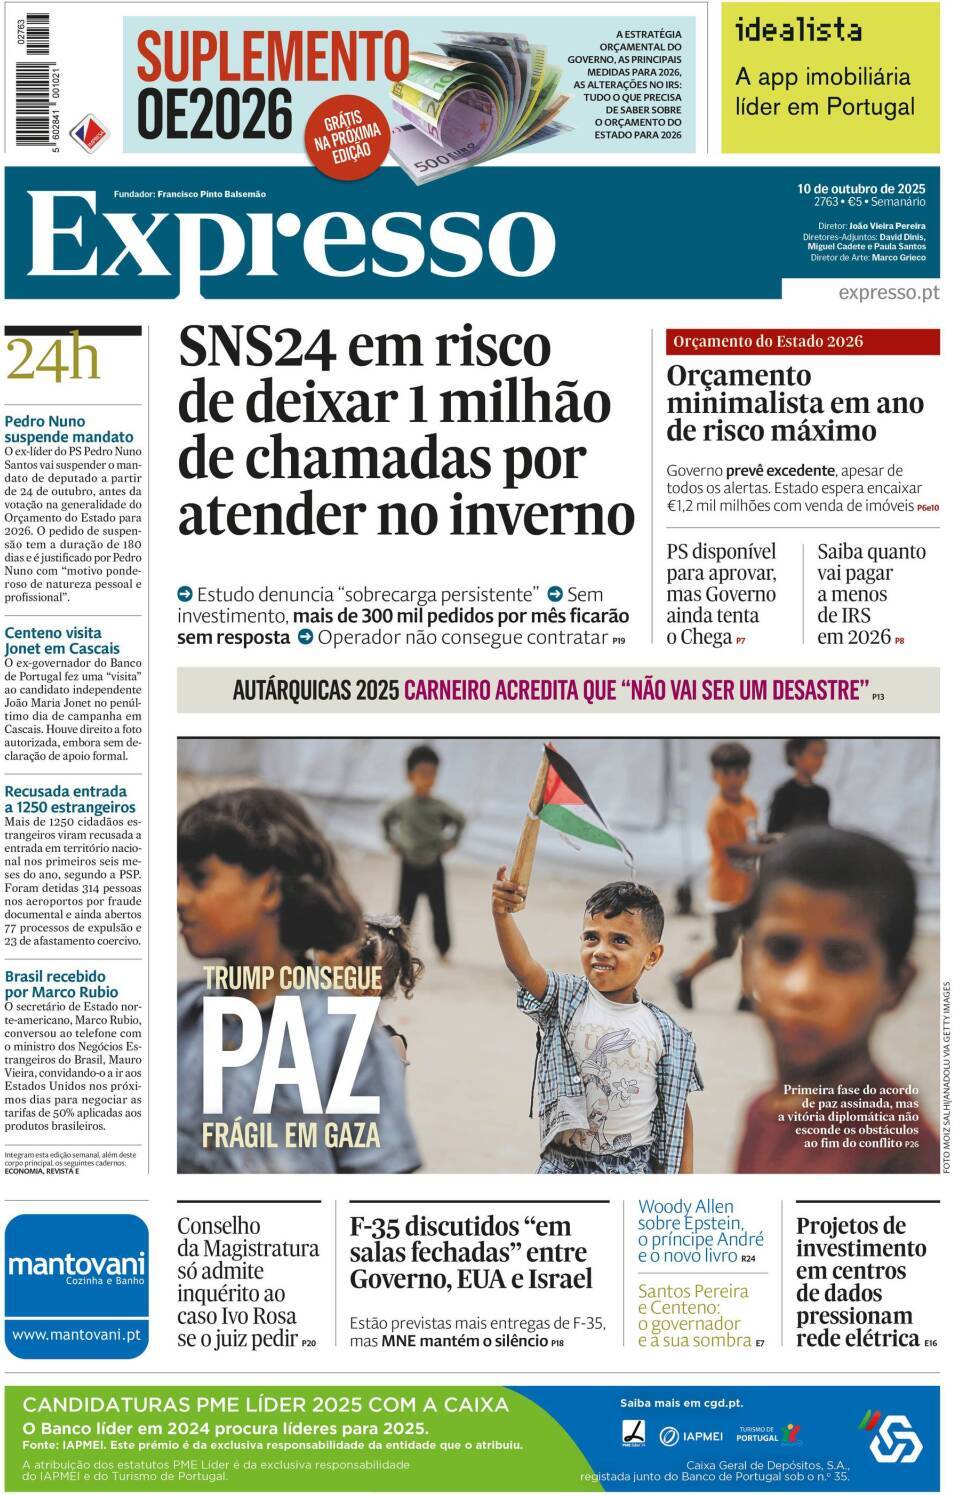 02763
5 602841 001021
IMPRESA
SUPLEMENTO
OE2026
GRÁTIS
NA PRÓXIMA
EDIÇÃO
500 EURO
A ESTRATÉGIA
ORÇAMENTAL DO
GOVERNO, AS PRINCIPAIS
MEDIDAS PARA 2026,
AS ALTERAÇÕES NO IRS:
TUDO O QUE PRECISA
DE SABER SOBRE
O ORÇAMENTO DO
ESTADO PARA 2026
idealista
A app imobiliária
líder em Portugal
Fundador: Francisco Pinto Balsemão
Expresso
10 de outubro de 2025
2763 • €5 • Semanário
Diretor: João Vieira Pereira
Diretores-Adjuntos: David Dinis,
Miguel Cadete e Paula Santos
Diretor de Arte: Marco Grieco
expresso.pt
24h
Pedro Nuno
suspende mandato
O ex-líder do PS Pedro Nuno
Santos vai suspender o man-
dato de deputado a partir
de 24 de outubro, antes da
votação na generalidade do
Orçamento do Estado para
2026. O pedido de suspen-
são tem a duração de 180
dias e é justificado por Pedro
Nuno com “motivo ponde-
roso de natureza pessoal e
profissional”.
Centeno visita
Jonet em Cascais
O ex-governador do Banco
de Portugal fez uma “visita”
ao candidato independente
João Maria Jonet no penúl-
timo dia de campanha em
Cascais. Houve direito a foto
autorizada, embora sem de-
claração de apoio formal.
Recusada entrada
a 1250 estrangeiros
Mais de 1250 cidadãos es-
trangeiros viram recusada a
entrada em território nacio-
nal nos primeiros seis me-
ses do ano, segundo a PSP.
Foram detidas 314 pessoas
nos aeroportos por fraude
documental e ainda abertos
77 processos de expulsão e
23 de afastamento coercivo.
Brasil recebido
por Marco Rubio
O secretário de Estado nor-
te-americano, Marco Rubio,
conversou ao telefone com
o ministro dos Negócios Es-
trangeiros do Brasil, Mauro
Vieira, convidando-o a ir aos
Estados Unidos nos próxi-
mos dias para negociar as
tarifas de 50% aplicadas aos
produtos brasileiros.
Integram esta edição semanal, além deste
corpo principal, os seguintes cadernos:
ECONOMIA, REVISTA E
SNS24 em risco
de deixar 1 milhão
de chamadas por
atender no inverno
Estudo denuncia “sobrecarga persistente” Sem
investimento, mais de 300 mil pedidos por mês ficarão
sem resposta Operador não consegue contratar P19
Orçamento do Estado 2026
Orçamento
minimalista em ano
de risco máximo
Governo prevê excedente, apesar de
todos os alertas. Estado espera encaixar
€1,2 mil milhões com venda de imóveis P6e10
PS disponível
para aprovar,
mas Governo
ainda tenta
o Chega P7
Saiba quanto
vai pagar
a menos
de IRS
em 2026 P8
AUTÁRQUICAS 2025 CARNEIRO ACREDITA QUE “NÃO VAI SER UM DESASTRE” P13
TRUMP CONSEGUE
PAZ
FRÁGIL EM GAZA
Primeira fase do acordo
de paz assinada, mas
a vitória diplomática não
esconde os obstáculos
ao fim do conflito P26
FOTO MOIZ SALHI/ANADOLU VIA GETTY IMAGES
mantovani
Cozinha e Banho
www.mantovani.pt
Conselho
da Magistratura
só admite
inquérito ao
caso Ivo Rosa
se o juiz pedir P20
F-35 discutidos “em
salas fechadas” entre
Governo, EUA e Israel
Estão previstas mais entregas de F-35,
mas MNE mantém o silêncio P18
Woody Allen
sobre Epstein,
o príncipe André
e o novo livro R24
Santos Pereira
e Centeno:
o governador
e a sua sombra E7
Projetos de
investimento
em centros
de dados
pressionam
rede elétrica E16
CANDIDATURAS PME LÍDER 2025 COM A CAIXA
O Banco líder em 2024 procura líderes para 2025.
Fonte: IAPMEI. Este prémio é da exclusiva responsabilidade da entidade que o atribuiu.
A atribuição dos estatutos PME Líder é da exclusiva responsabilidade
do IAPMEI e do Turismo de Portugal.
Saiba mais em cgd.pt.
IAPMEI
TURISMO DE
PORTUGAL
Caixa Geral de Depósitos, S.A.,
registada junto do Banco de Portugal sob o n.º 35.